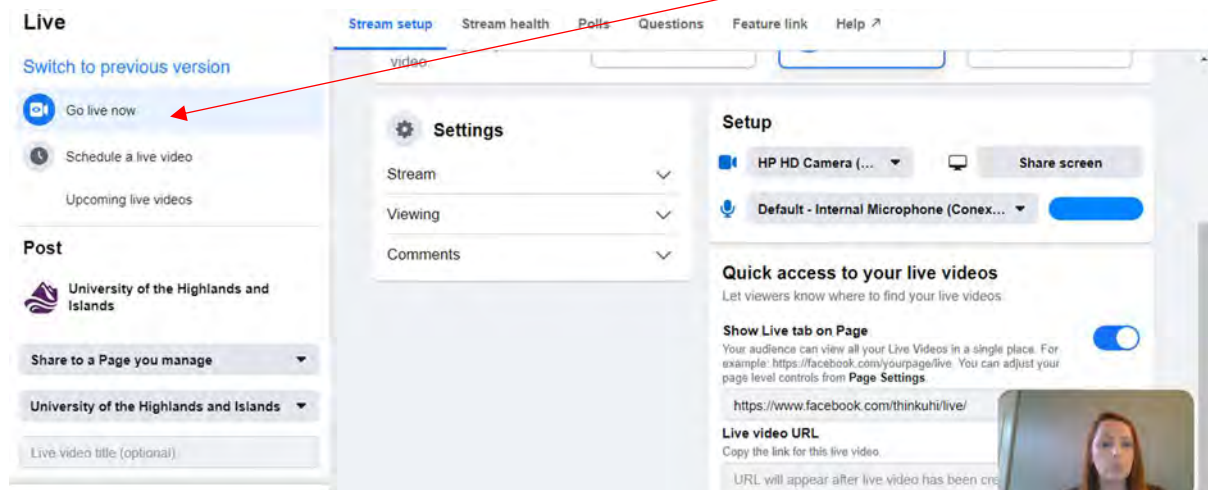 Live
Switch to previous version
Go live now
Schedule a live video
Upcoming live videos
Post
University of the Highlands and
Islands
Share to a Page you manage
University of the Highlands and Islands
Live video title (optional)
Stream setup Stream health Polls Questions Feature link Help
video.
Settings
Stream
Viewing
Comments
Setup
HP HD Camera (... Share screen
Default - Internal Microphone (Conex...
Quick access to your live videos
Let viewers know where to find your live videos.
Show Live tab on Page
Your audience can view all your Live Videos in a single place. For
example: https://facebook.com/yourpage/live. You can adjust your
page level controls from Page Settings.
https://www.facebook.com/thinkuhi/live/
Live video URL
Copy the link for this live video.
URL will appear after live video has been